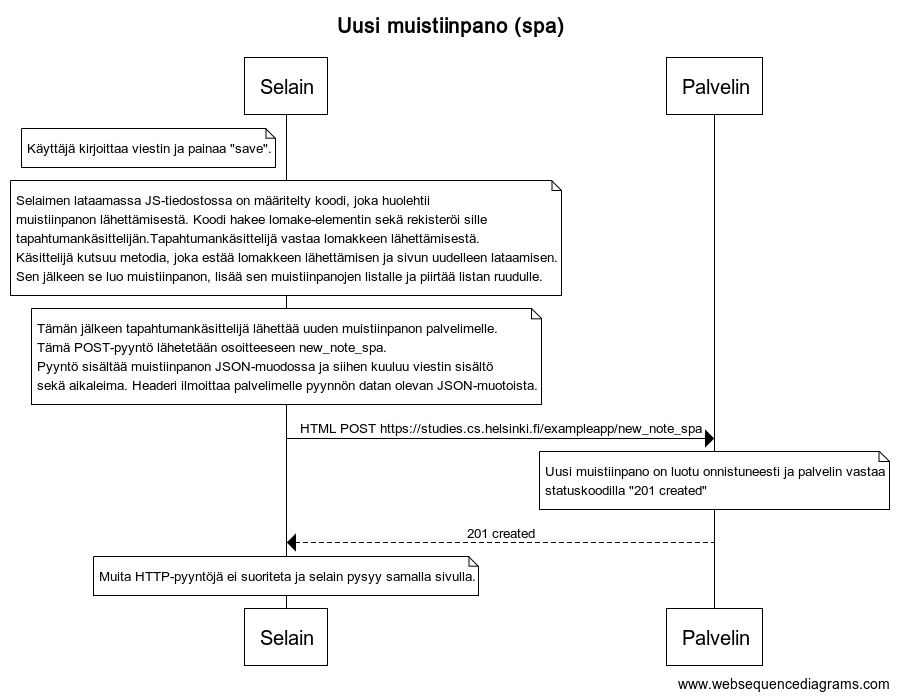 Uusi muistiinpano (spa)
Selain
Palvelin
Käyttäjä kirjoittaa viestin ja painaa "save".
Selaimen lataamassa JS-tiedostossa on määritelty koodi, joka huolehtii
muistiinpanon lähettämisestä. Koodi hakee lomake-elementin sekä rekisteröi sille
tapahtumankäsittelijän.Tapahtumankäsittelijä vastaa lomakkeen lähettämisestä.
Käsittelijä kutsuu metodia, joka estää lomakkeen lähettämisen ja sivun uudelleen lataamisen.
Sen jälkeen se luo muistiinpanon, lisää sen muistiinpanojen listalle ja piirtää listan ruudulle.
Tämän jälkeen tapahtumankäsittelijä lähettää uuden muistiinpanon palvelimelle.
Tämä POST-pyyntö lähetetään osoitteeseen new_note_spa.
Pyyntö sisältää muistiinpanon JSON-muodossa ja siihen kuuluu viestin sisältö
sekä aikaleima. Headeri ilmoittaa palvelimelle pyynnön datan olevan JSON-muotoista.
HTML POST https://studies.cs.helsinki.fi/exampleapp/new_note_spa
Uusi muistiinpano on luotu onnistuneesti ja palvelin vastaa
statuskoodilla "201 created"
201 created
Muita HTTP-pyyntöjä ei suoriteta ja selain pysyy samalla sivulla.
Selain
Palvelin
www.websequencediagrams.com